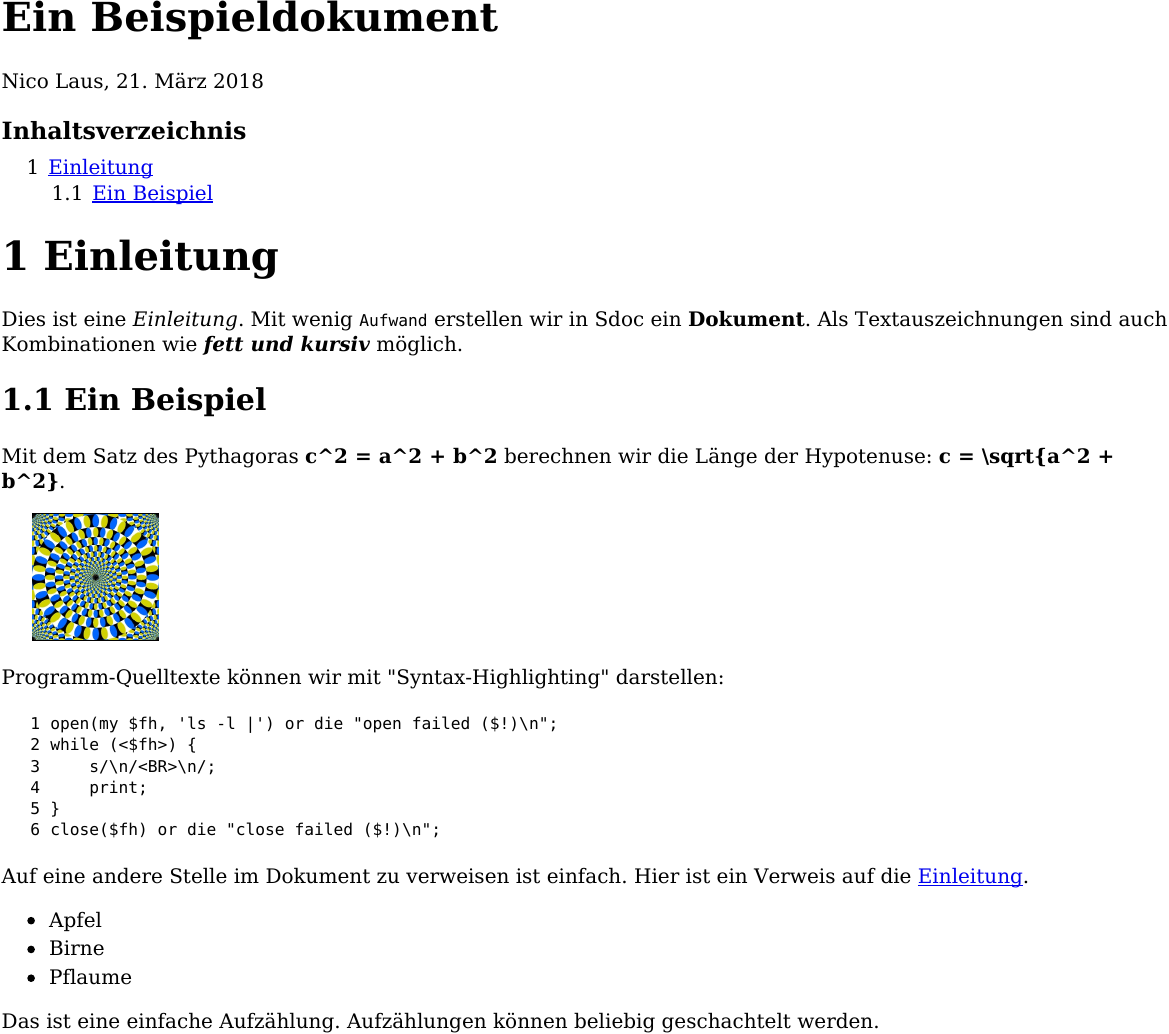 Ein Beispieldokument
Nico Laus, 21. März 2018
Inhaltsverzeichnis
1 Einleitung
1.1 Ein Beispiel
1 Einleitung
Dies ist eine Einleitung. Mit wenig Aufwand erstellen wir in Sdoc ein Dokument. Als Textauszeichnungen sind auch
Kombinationen wie fett und kursiv möglich.
1.1 Ein Beispiel
Mit dem Satz des Pythagoras c^2 = a^2 + b^2 berechnen wir die Länge der Hypotenuse: c = \sqrt{a^2 +
b^2}.
Programm-Quelltexte können wir mit "Syntax-Highlighting" darstellen:
1 open(my $fh, 'ls -l |') or die "open failed ($!)\n";
2 while (<$fh>) {
3     s/\n/<BR>\n/;
4     print;
5 }
6 close($fh) or die "close failed ($!)\n";
Auf eine andere Stelle im Dokument zu verweisen ist einfach. Hier ist ein Verweis auf die Einleitung.
• Apfel
• Birne
• Pflaume
Das ist eine einfache Aufzählung. Aufzählungen können beliebig geschachtelt werden.